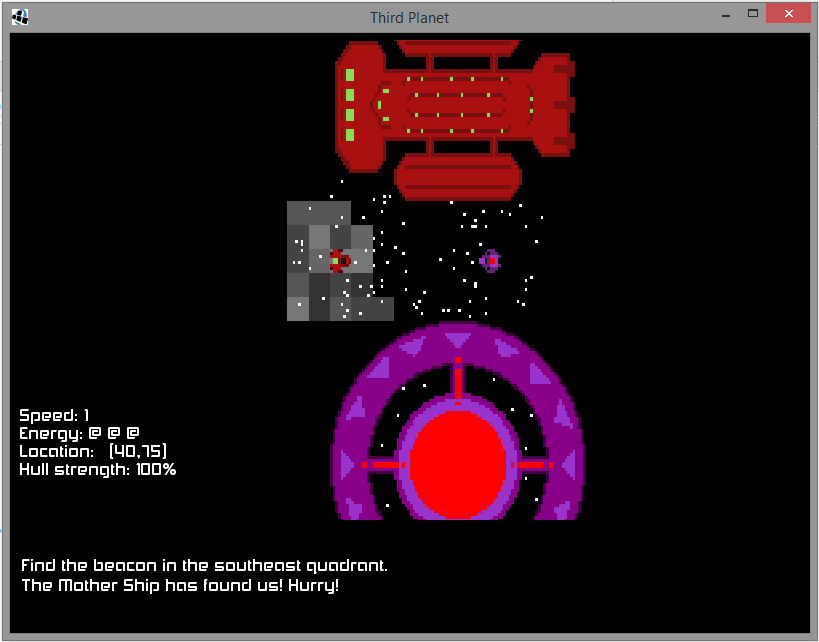 Third Planet
Speed: 1
Energy: @ @ @
Location: [40,75]
Hull strength: 100%
Find the beacon in the southeast quadrant.
The Mother Ship has found us! Hurry!